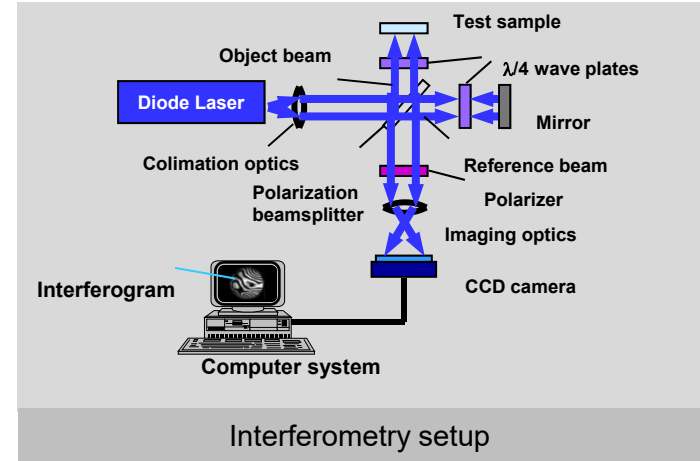 Test sample
Object beam
λ/4 wave plates
Diode Laser
Mirror
Colimation optics
Reference beam
Polarization
beamsplitter
Polarizer
Imaging optics
Interferogram
CCD camera
Computer system
Interferometry setup